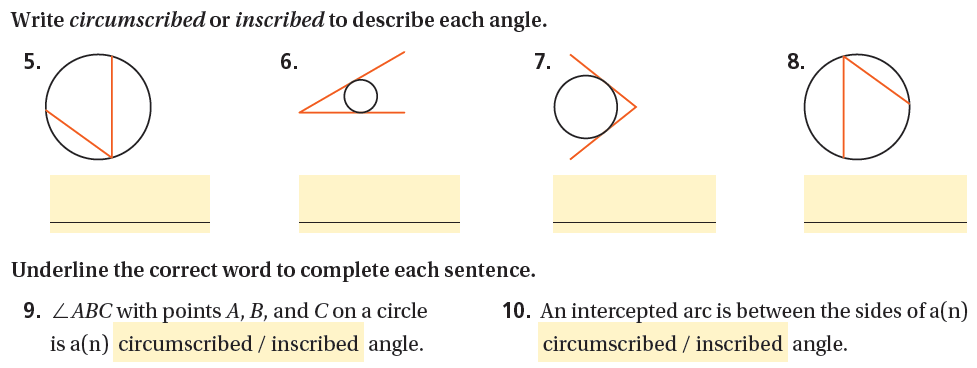 Write circumscribed or inscribed to describe each angle.
5. 6. 7. 8.
Underline the correct word to complete each sentence.
9. ∠ABC with points A, B, and C on a circle
is a(n) circumscribed / inscribed angle.
10. An intercepted arc is between the sides of a(n)
circumscribed / inscribed angle.